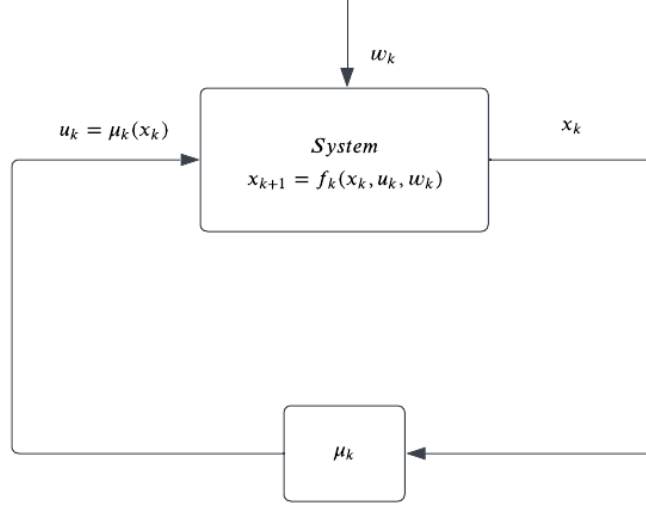 w_k
u_k = μ_k(x_k)
x_k
System
x_{k+1} = f_k(x_k, u_k, w_k)
μ_k